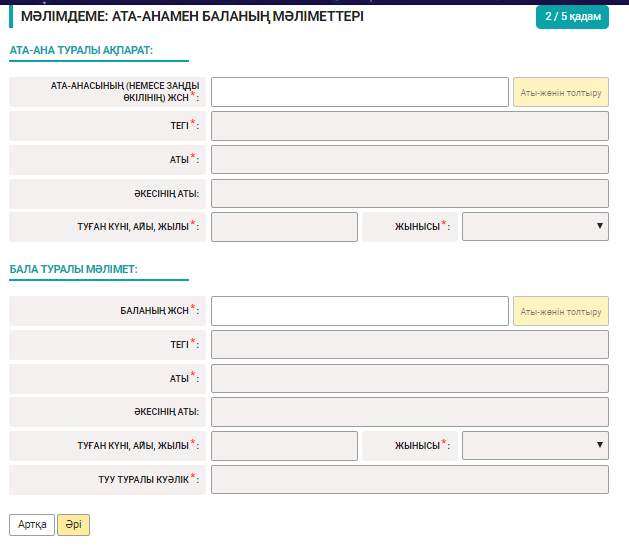 МӘЛІМДЕМЕ: АТА-АНАМЕН БАЛАНЫҢ МӘЛІМЕТТЕРІ
2 / 5 қадам
АТА-АНА ТУРАЛЫ АҚПАРАТ:
АТА-АНАСЫНЫҢ (НЕМЕСЕ ЗАҢДЫ
ӨКІЛІНІҢ) ЖСН * :
Аты-жөнін толтыру
ТЕГІ * :
АТЫ * :
ӘКЕСІНІҢ АТЫ:
ТУҒАН КҮНІ, АЙЫ, ЖЫЛЫ * :
ЖЫНЫСЫ * :
БАЛА ТУРАЛЫ МӘЛІМЕТ:
БАЛАНЫҢ ЖСН * :
Аты-жөнін толтыру
ТЕГІ * :
АТЫ * :
ӘКЕСІНІҢ АТЫ:
ТУҒАН КҮНІ, АЙЫ, ЖЫЛЫ * :
ЖЫНЫСЫ * :
ТУУ ТУРАЛЫ КУӘЛІК * :
Артқа
Әрі